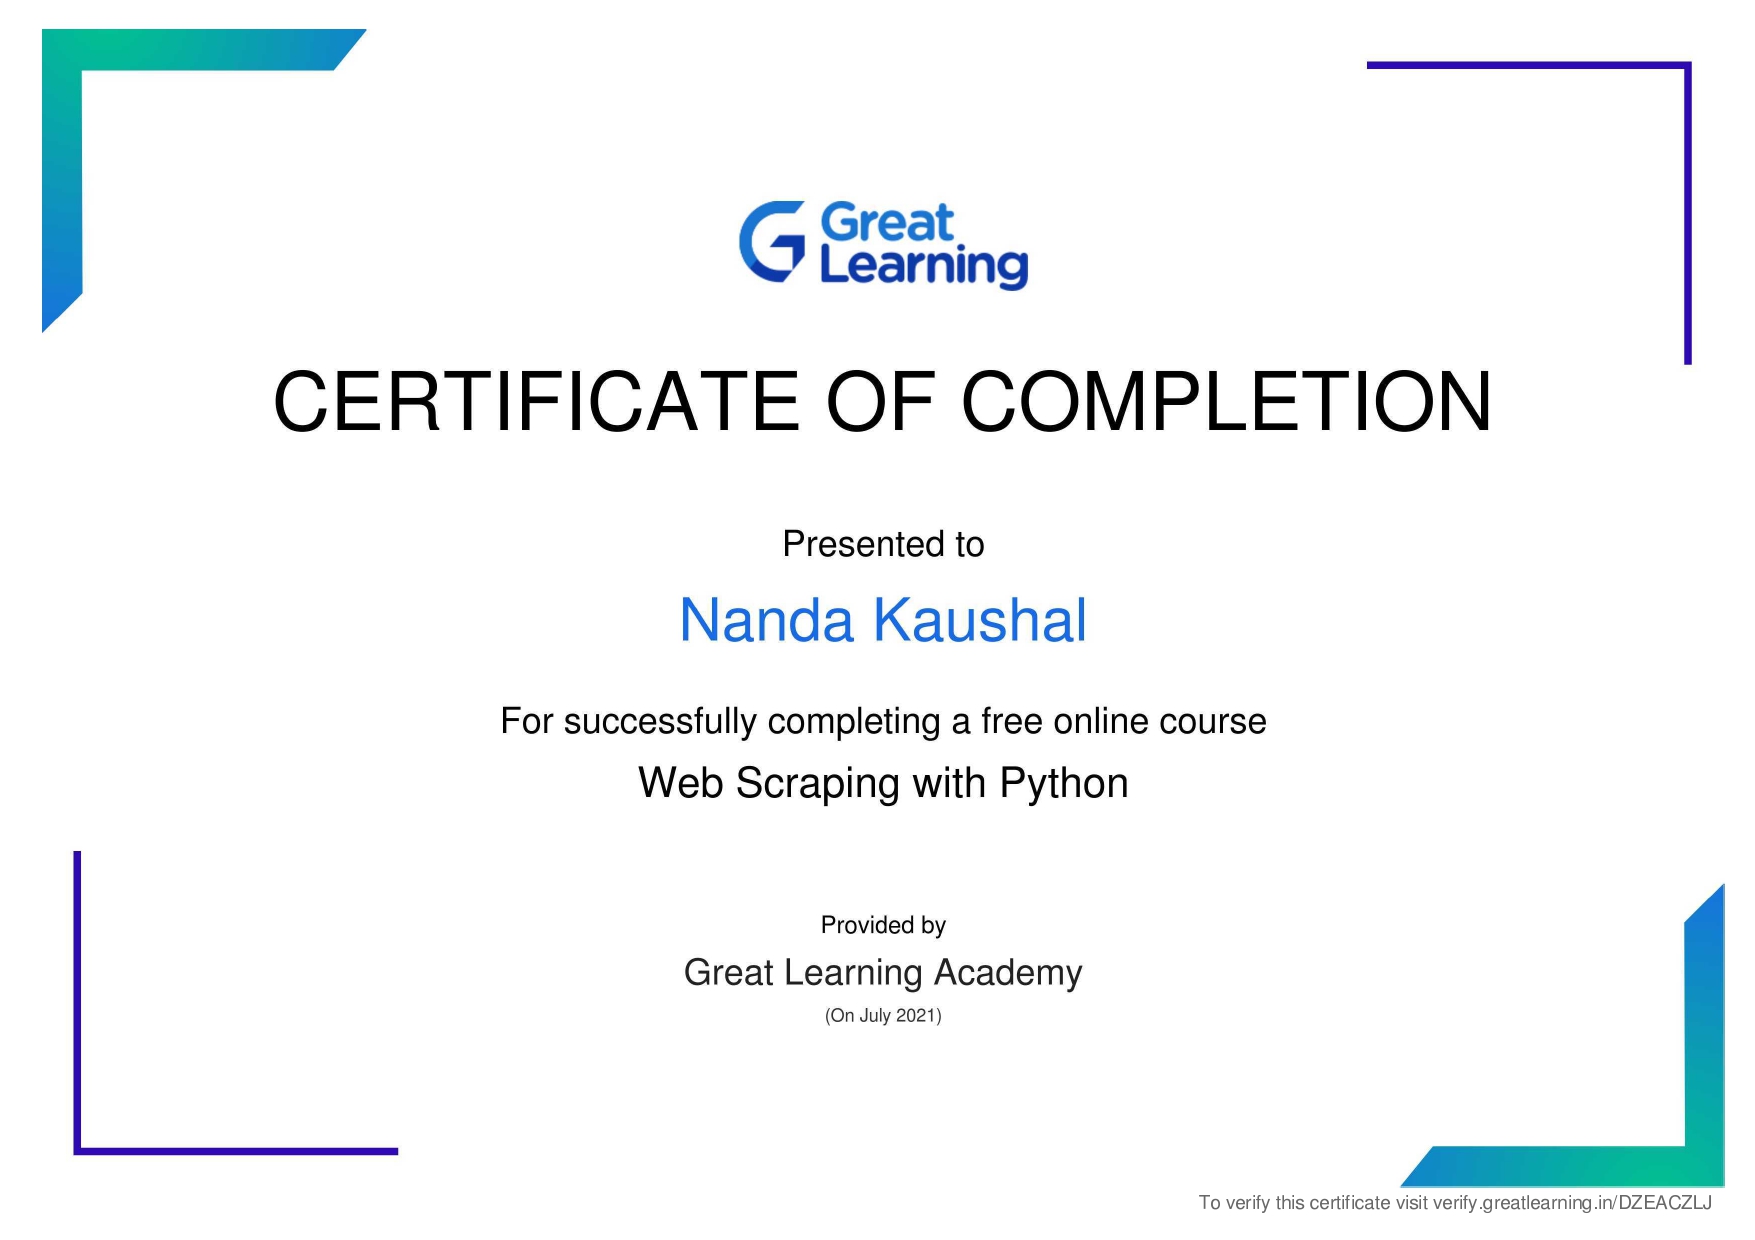 Great
Learning
CERTIFICATE OF COMPLETION
Presented to
Nanda Kaushal
For successfully completing a free online course
Web Scraping with Python
Provided by
Great Learning Academy
(On July 2021)
To verify this certificate visit verify.greatlearning.in/DZEACZLJ